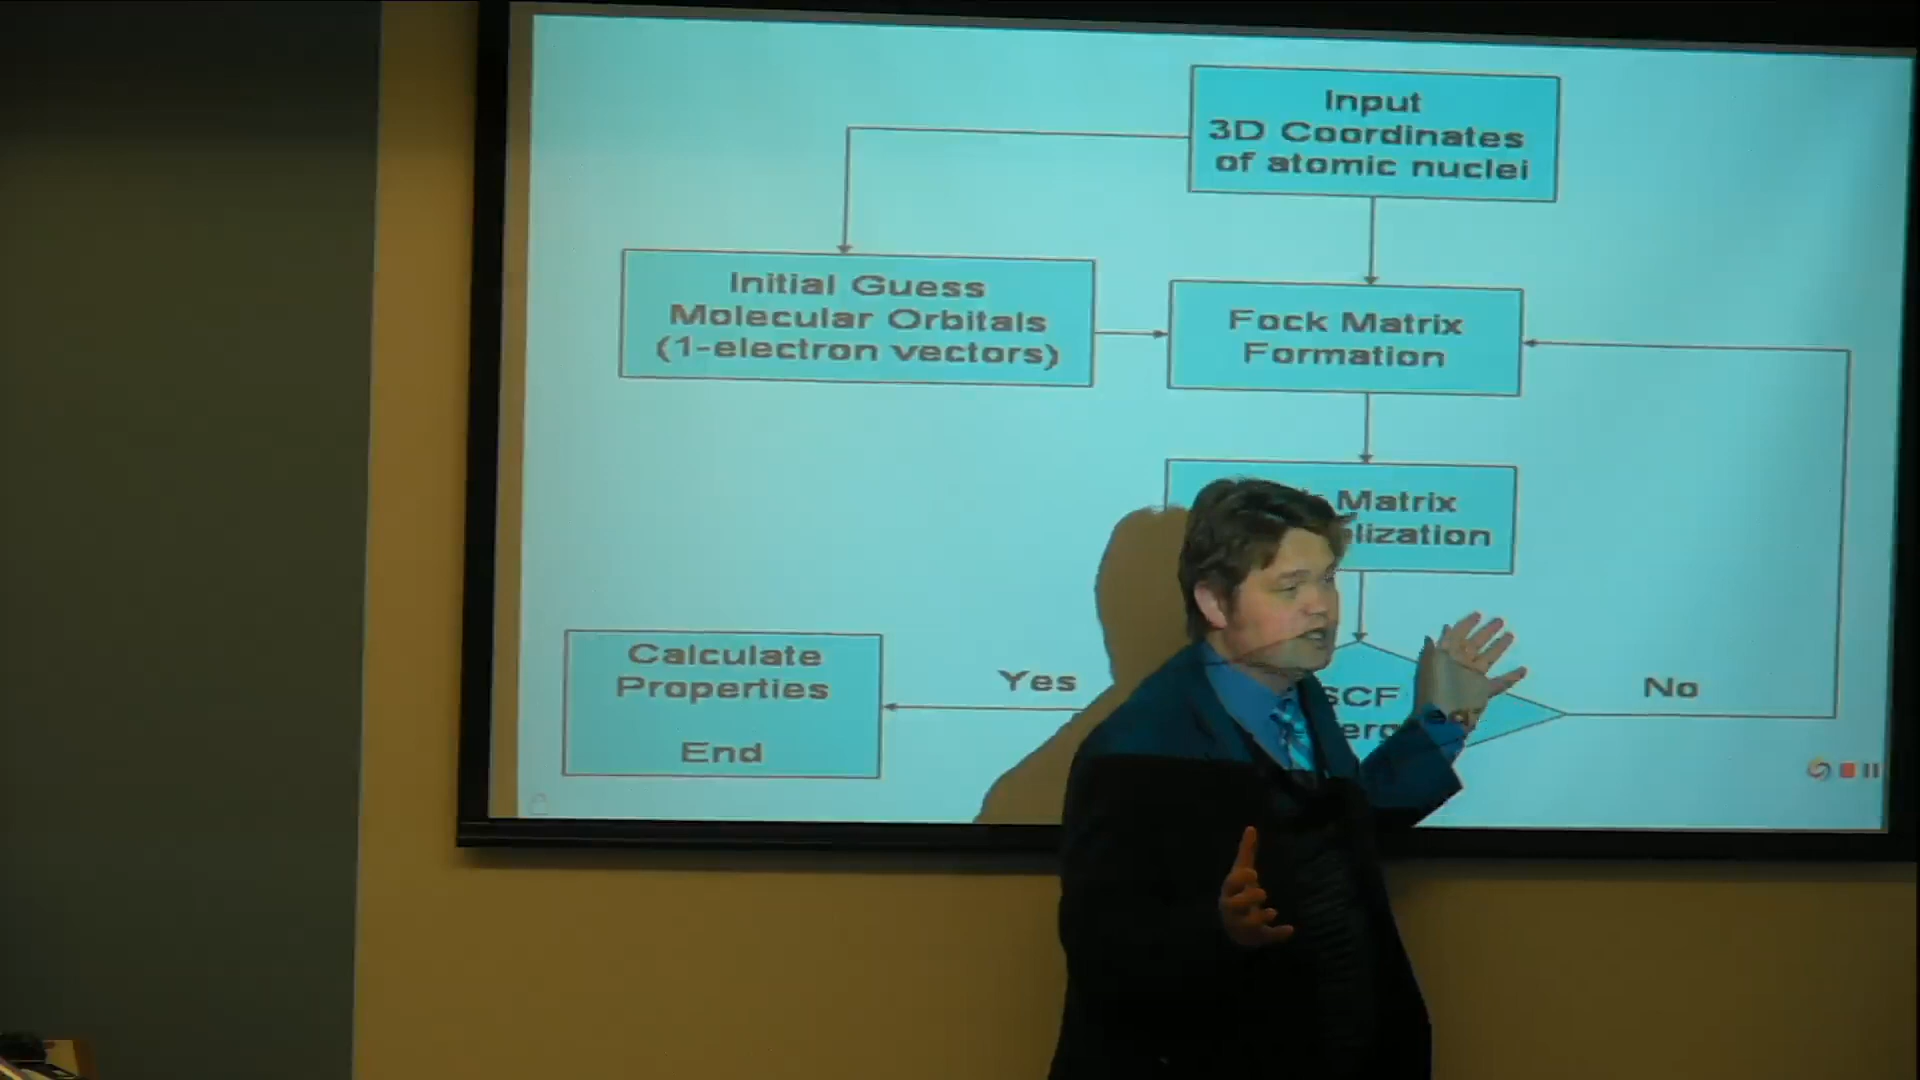 Input
3D Coordinates
of atomic nuclei
Initial Guess
Molecular Orbitals
(1-electron vectors)
Fock Matrix
Formation
Matrix
Calculate
Properties
End
Yes
SCF
No